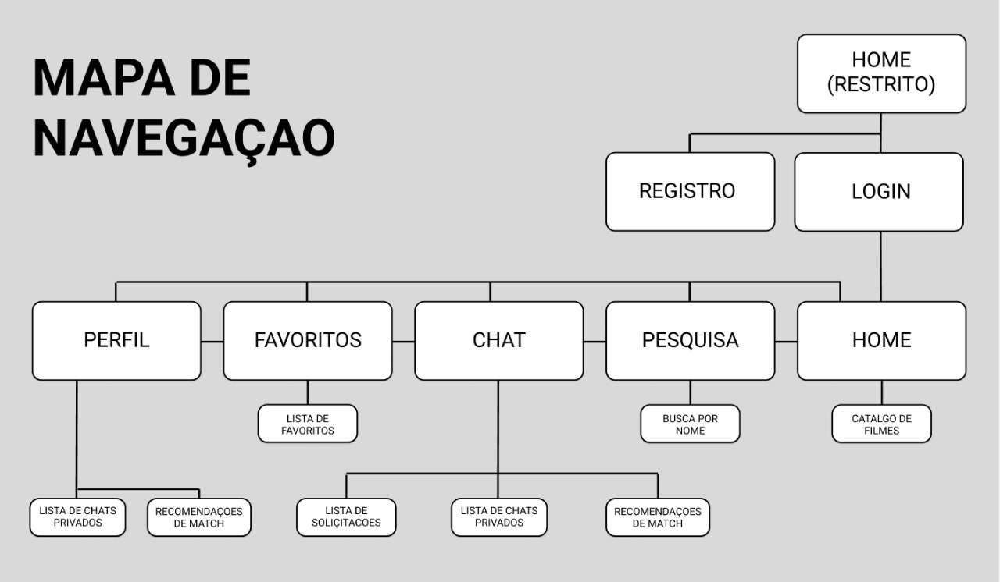 MAPA DE
NAVEGAÇAO
HOME
(RESTRITO)
REGISTRO
LOGIN
PERFIL
FAVORITOS
CHAT
PESQUISA
HOME
LISTA DE
FAVORITOS
BUSCA POR
NOME
CATALGO DE
FILMES
LISTA DE CHATS
PRIVADOS
RECOMENDAÇOES
DE MATCH
LISTA DE
SOLIÇITACOES
LISTA DE CHATS
PRIVADOS
RECOMENDAÇOES
DE MATCH